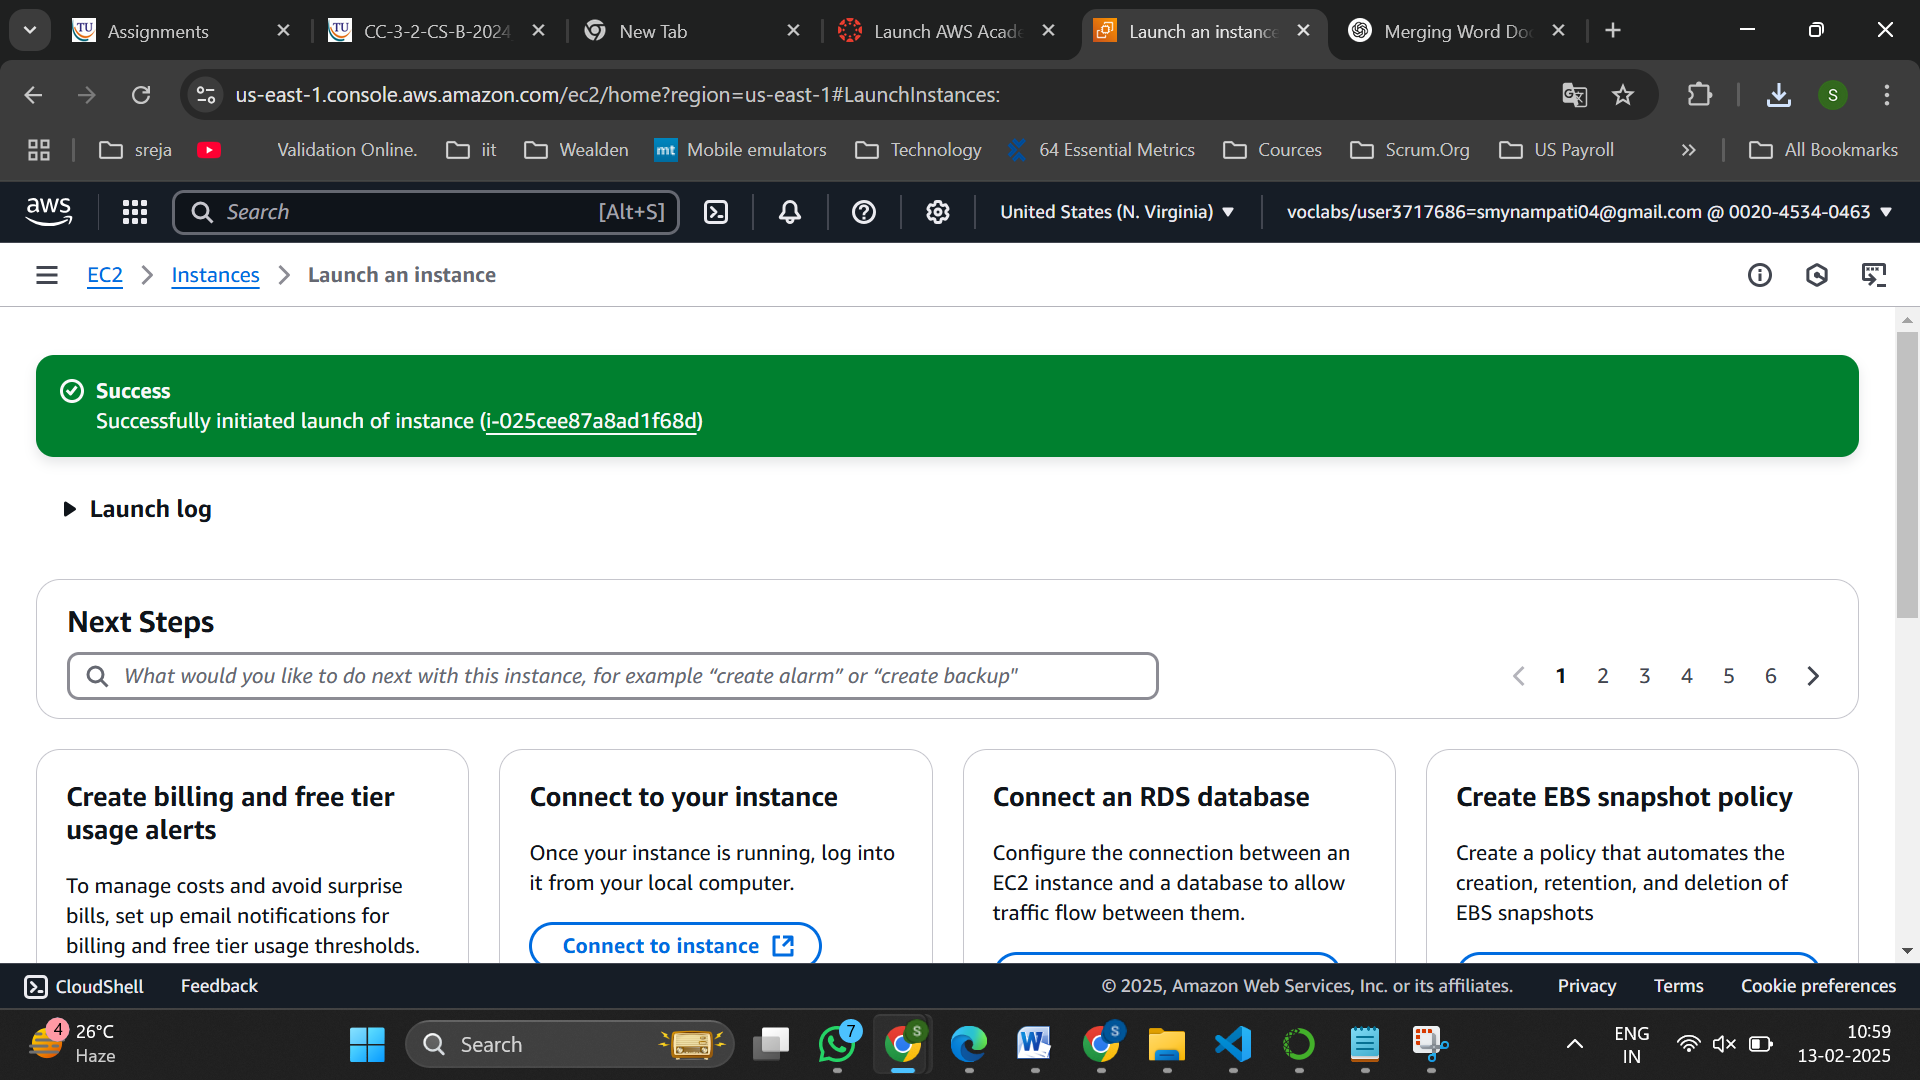 Assignments
CC-3-2-CS-B-2024
New Tab
Launch AWS Acade
Launch an instance
Merging Word Doc
us-east-1.console.aws.amazon.com/ec2/home?region=us-east-1#LaunchInstances:
S
sreja
Validation Online.
iit
Wealden
mt Mobile emulators
Technology
64 Essential Metrics
Cources
Scrum.Org
US Payroll
All Bookmarks
aws
Search [Alt+S]
United States (N. Virginia)
voclabs/user3717686=smynampati04@gmail.com @ 0020-4534-0463
EC2
Instances
Launch an instance
Success
Successfully initiated launch of instance (i-025cee87a8ad1f68d)
Launch log
Next Steps
What would you like to do next with this instance, for example “create alarm” or “create backup"
1 2 3 4 5 6
Create billing and free tier
usage alerts
To manage costs and avoid surprise
bills, set up email notifications for
billing and free tier usage thresholds.
Connect to your instance
Once your instance is running, log into
it from your local computer.
Connect to instance
Connect an RDS database
Configure the connection between an
EC2 instance and a database to allow
traffic flow between them.
Create EBS snapshot policy
Create a policy that automates the
creation, retention, and deletion of
EBS snapshots
CloudShell
Feedback
© 2025, Amazon Web Services, Inc. or its affiliates.
Privacy
Terms
Cookie preferences
4
26°C
Haze
Search
7
S
W
S
ENG
IN
10:59
13-02-2025